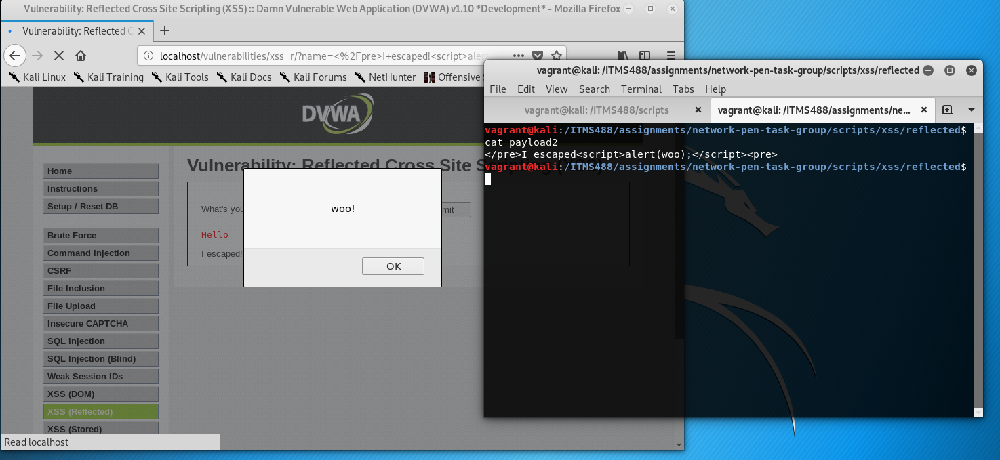 Vulnerability: Reflected Cross Site Scripting (XSS) :: Damn Vulnerable Web Application (DVWA) v1.10 *Development* - Mozilla Firefox
Vulnerability: Reflected C
localhost/vulnerabilities/xss_r/?name=<%2Fpre>I+escaped!<script>aler
Kali Linux Kali Training Kali Tools Kali Docs Kali Forums NetHunter Offensive
DVWA
Home
Instructions
Setup / Reset DB
Brute Force
Command Injection
CSRF
File Inclusion
File Upload
Insecure CAPTCHA
SQL Injection
SQL Injection (Blind)
Weak Session IDs
XSS (DOM)
XSS (Reflected)
XSS (Stored)
Vulnerability: Reflected Cross Site Scripting (XSS)
What's you
mit
Hello
I escaped!
woo!
OK
Read localhost
vagrant@kali: /ITMS488/assignments/network-pen-task-group/scripts/xss/reflected
File Edit View Search Terminal Tabs Help
vagrant@kali: /ITMS488/scripts
vagrant@kali: /ITMS488/assignments/ne...
vagrant@kali:/ITMS488/assignments/network-pen-task-group/scripts/xss/reflected$
cat payload2
</pre>I escaped<script>alert(woo);</script><pre>
vagrant@kali:/ITMS488/assignments/network-pen-task-group/scripts/xss/reflected$